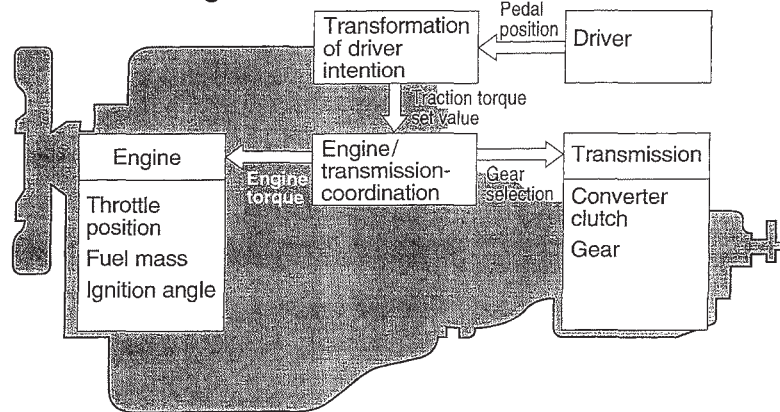 Transformation
of driver
intention
Pedal
position
Driver
Traction torque
set value
Engine
Engine
torque
Engine/
transmission-
coordination
Gear
selection
Transmission
Throttle
position
Fuel mass
Ignition angle
Converter
clutch
Gear